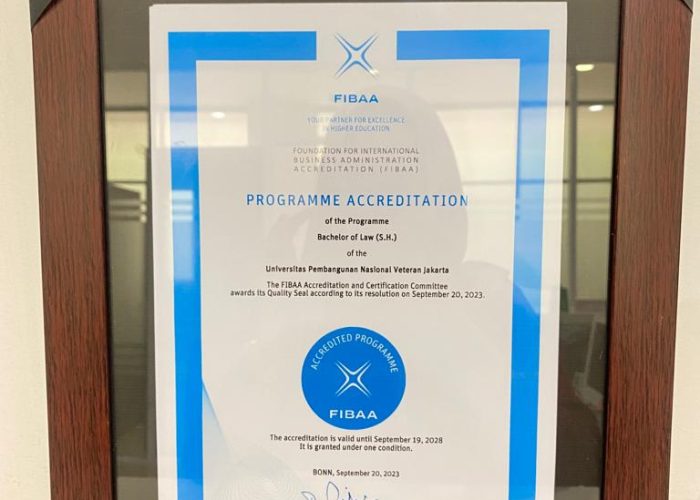 FIBAA
YOUR PARTNER FOR EXCELLENCE
IN HIGHER EDUCATION
FOUNDATION FOR INTERNATIONAL
BUSINESS ADMINISTRATION
ACCREDITATION (FIBAA)
PROGRAMME ACCREDITATION
of the Programme
Bachelor of Law (S.H.)
of the
Universitas Pembangunan Nasional Veteran Jakarta
The FIBAA Accreditation and Certification Committee
awards its Quality Seal according to its resolution on September 20, 2023.
ACCREDITED PROGRAMME
FIBAA
The accreditation is valid until September 19, 2028
It is granted under one condition.
BONN, September 20, 2023